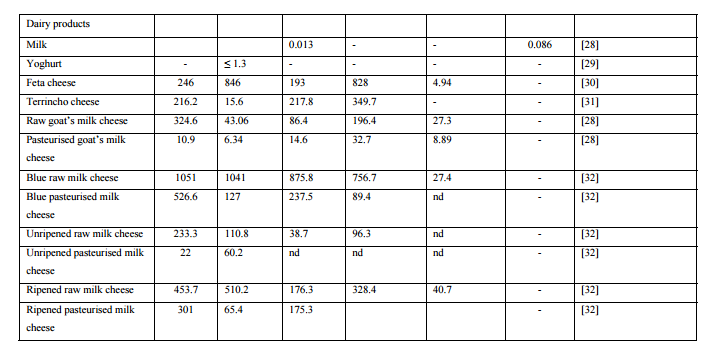 Dairy products
Milk 0.013 - - 0.086 [28]
Yoghurt - ≤ 1.3 - - - - [29]
Feta cheese 246 846 193 828 4.94 - [30]
Terrincho cheese 216.2 15.6 217.8 349.7 - - [31]
Raw goat's milk cheese 324.6 43.06 86.4 196.4 27.3 - [28]
Pasteurised goat's milk 10.9 6.34 14.6 32.7 8.89 - [28]
cheese
Blue raw milk cheese 1051 1041 875.8 756.7 27.4 - [32]
Blue pasteurised milk 526.6 127 237.5 89.4 nd - [32]
cheese
Unripened raw milk cheese 233.3 110.8 38.7 96.3 nd - [32]
Unripened pasteurised milk 22 60.2 nd nd nd - [32]
cheese
Ripened raw milk cheese 453.7 510.2 176.3 328.4 40.7 - [32]
Ripened pasteurised milk 301 65.4 175.3 - [32]
cheese